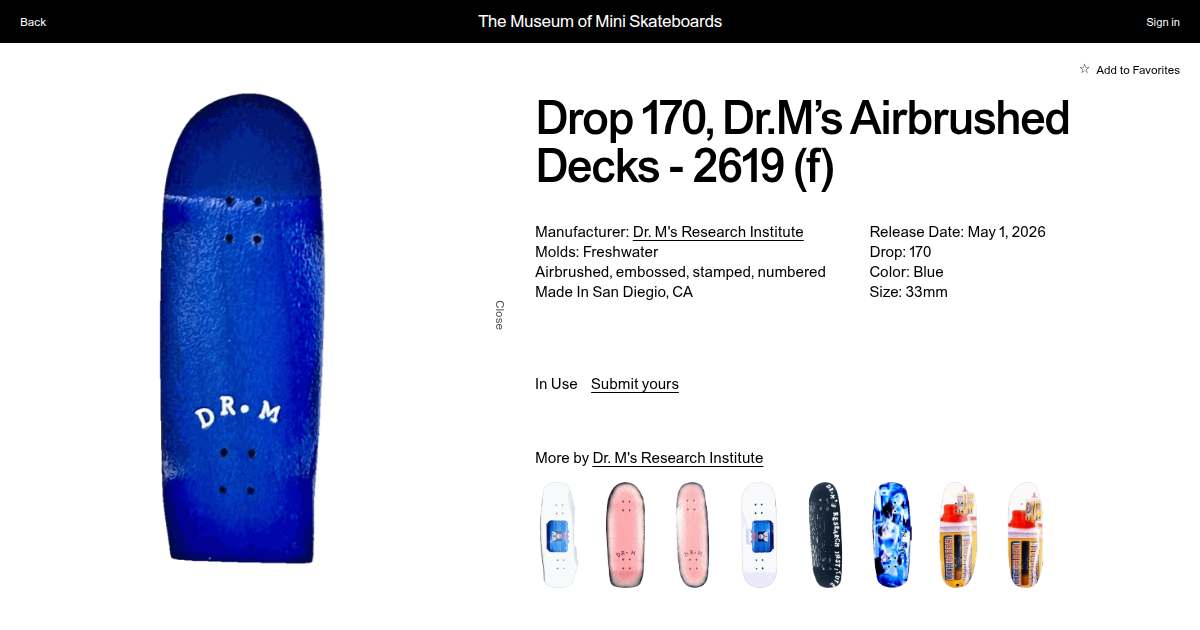 Back
The Museum of Mini Skateboards
Sign in
☆ Add to Favorites
Drop 170, Dr.M’s Airbrushed
Decks - 2619 (f)
Manufacturer: Dr. M's Research Institute
Molds: Freshwater
Airbrushed, embossed, stamped, numbered
Made In San Diegio, CA
Release Date: May 1, 2026
Drop: 170
Color: Blue
Size: 33mm
Close
DR.M
In Use Submit yours
More by Dr. M's Research Institute
DR.M
DR.M